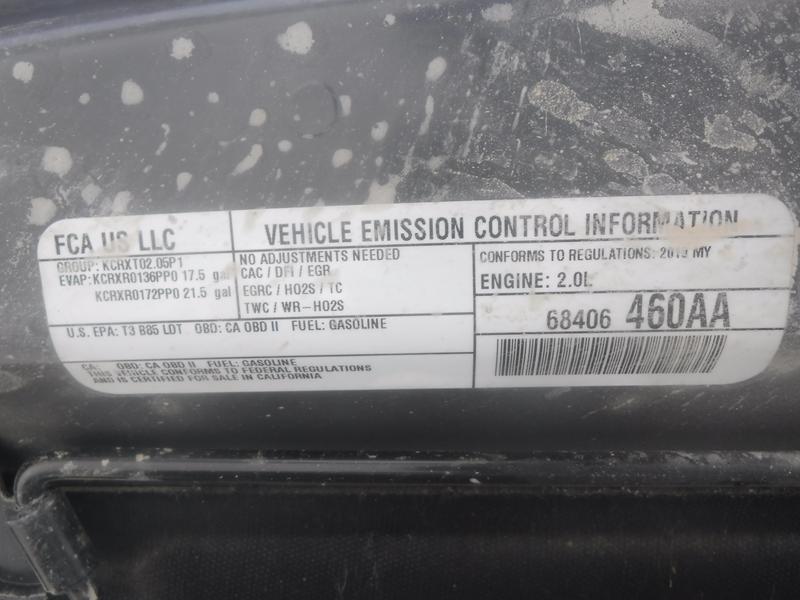 FCA US LLC
VEHICLE EMISSION CONTROL INFORMATION
GROUP: KCRXT02.05P1
EVAP: KCRXR0136PP0 17.5 gal
KCRXR0172PP0 21.5 gal
NO ADJUSTMENTS NEEDED
CAC / DFI / EGR
EGRC / HO2S / TC
TWC / WR-HO2S
CONFORMS TO REGULATIONS: 2019 MY
ENGINE: 2.0L
U.S. EPA: T3 B85 LDT OBD: CA OBD II FUEL: GASOLINE
68406 460AA
CA: OBD: CA OBD II FUEL: GASOLINE
THIS VEHICLE CONFORMS TO FEDERAL REGULATIONS
AND IS CERTIFIED FOR SALE IN CALIFORNIA